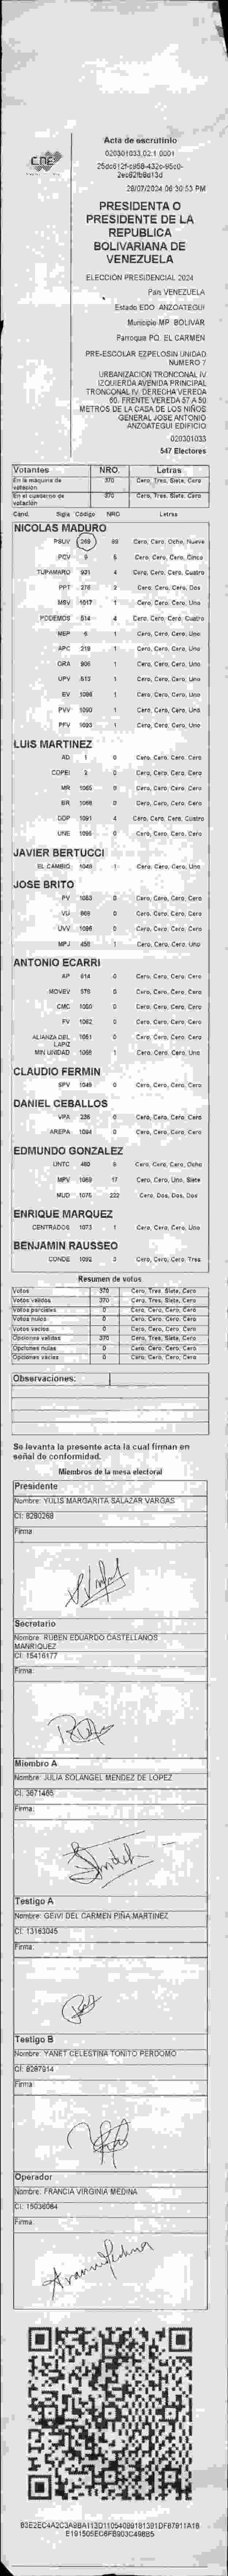 Acta de escrutinio
020301033.02.1.0001
28/07/2024 06:30:53 PM
CNE
PRESIDENTA O
PRESIDENTE DE LA
REPUBLICA
BOLIVARIANA DE
VENEZUELA
ELECCIÓN PRESIDENCIAL 2024
País VENEZUELA
Estado EDO. ANZOATEGUI
Municipio MP. BOLIVAR
Parroquia PQ. EL CARMEN
PRE-ESCOLAR EZPELOSIN UNIDAD
NUMERO 7
URBANIZACIÓN TRONCONAL IV
IZQUIERDA AVENIDA PRINCIPAL
TRONCONAL IV. DERECHA VEREDA
60. FRENTE VEREDA 57 A 50
METROS DE LA CASA DE LOS NIÑOS
GENERAL JOSE ANTONIO
ANZOATEGUI EDIFICIO
020301033
547 Electores
Votantes NRO. Letras
En la máquina de votación 370 Cero, Tres, Siete, Cero
En el cuaderno de votación 370 Cero, Tres, Siete, Cero
Cand. Sigla Código NRO Letras
NICOLAS MADURO
PSUV 269 89 Cero, Cero, Ocho, Nueve
PCV 9 5 Cero, Cero, Cero, Cinco
TUPAMARO 931 4 Cero, Cero, Cero, Cuatro
PPT 276 2 Cero, Cero, Cero, Dos
MSV 1017 1 Cero, Cero, Cero, Uno
PODEMOS 514 4 Cero, Cero, Cero, Cuatro
MEP 6 1 Cero, Cero, Cero, Uno
APC 219 1 Cero, Cero, Cero, Uno
ORA 906 1 Cero, Cero, Cero, Uno
UPV 513 1 Cero, Cero, Cero, Uno
EV 1098 1 Cero, Cero, Cero, Uno
PVV 1090 1 Cero, Cero, Cero, Uno
PFV 1093 1 Cero, Cero, Cero, Uno
LUIS MARTINEZ
AD 1 0 Cero, Cero, Cero, Cero
COPEI 2 0 Cero, Cero, Cero, Cero
MR 1065 0 Cero, Cero, Cero, Cero
BR 1068 0 Cero, Cero, Cero, Cero
DDP 1091 4 Cero, Cero, Cero, Cuatro
UNE 1095 0 Cero, Cero, Cero, Cero
JAVIER BERTUCCI
EL CAMBIO 1048 1 Cero, Cero, Cero, Uno
JOSE BRITO
PV 1053 0 Cero, Cero, Cero, Cero
VU 969 0 Cero, Cero, Cero, Cero
UVV 1096 0 Cero, Cero, Cero, Cero
MPJ 458 1 Cero, Cero, Cero, Uno
ANTONIO ECARRI
AP 614 0 Cero, Cero, Cero, Cero
MOVEV 978 0 Cero, Cero, Cero, Cero
CMC 1050 0 Cero, Cero, Cero, Cero
FV 1062 0 Cero, Cero, Cero, Cero
ALIANZA DEL LAPIZ 1051 0 Cero, Cero, Cero, Cero
MIN UNIDAD 1058 1 Cero, Cero, Cero, Uno
CLAUDIO FERMIN
SPV 1049 0 Cero, Cero, Cero, Cero
DANIEL CEBALLOS
VPA 236 0 Cero, Cero, Cero, Cero
AREPA 1094 0 Cero, Cero, Cero, Cero
EDMUNDO GONZALEZ
UNTC 460 8 Cero, Cero, Cero, Ocho
MPV 1069 17 Cero, Cero, Uno, Siete
MUD 1076 222 Cero, Dos, Dos, Dos
ENRIQUE MARQUEZ
CENTRADOS 1073 1 Cero, Cero, Cero, Uno
BENJAMIN RAUSSEO
CONDE 1092 3 Cero, Cero, Cero, Tres
Resumen de votos
Votos 370 Cero, Tres, Siete, Cero
Votos válidos 370 Cero, Tres, Siete, Cero
Votos parciales 0 Cero, Cero, Cero, Cero
Votos nulos 0 Cero, Cero, Cero, Cero
Votos vacíos 0 Cero, Cero, Cero, Cero
Opciones válidas 370 Cero, Tres, Siete, Cero
Opciones nulas 0 Cero, Cero, Cero, Cero
Opciones vacías 0 Cero, Cero, Cero, Cero
Observaciones:
Se levanta la presente acta la cual firman en
señal de conformidad.
Miembros de la mesa electoral
Presidente
Nombre: YULIS MARGARITA SALAZAR VARGAS
CI: 8280268
Firma:
Secretario
Nombre: RUBEN EDUARDO CASTELLANOS
MANRIQUEZ
CI: 15416177
Firma:
Miembro A
Nombre: JULIA SOLANGEL MENDEZ DE LOPEZ
CI: 3671466
Firma:
Testigo A
Nombre: GEIVI DEL CARMEN PIÑA MARTINEZ
CI: 13163045
Firma:
Testigo B
Nombre: YANET CELESTINA TONITO PERDOMO
CI: 8267914
Firma:
Operador
Nombre: FRANCIA VIRGINIA MEDINA
CI: 15036084
Firma: